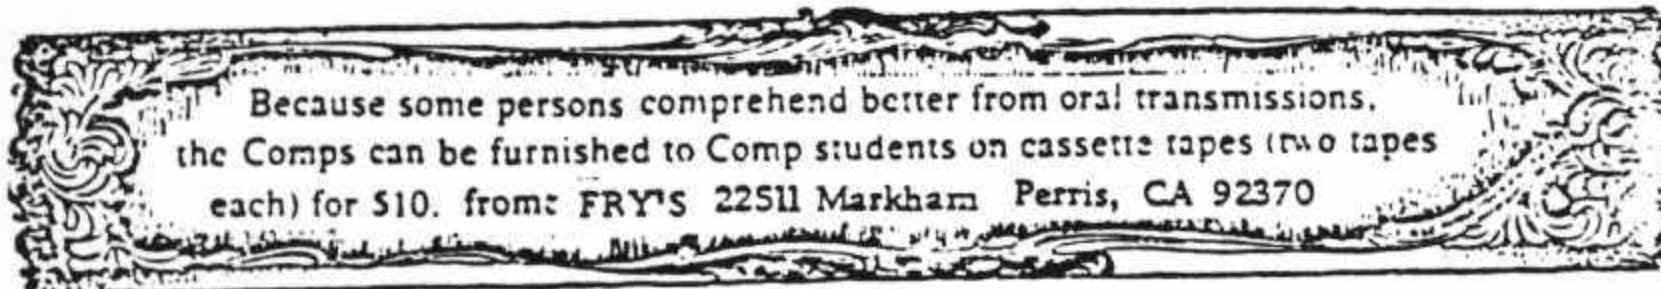 Because some persons comprehend better from oral transmissions,
the Comps can be furnished to Comp students on cassette tapes (two tapes
each) for $10. from: FRY'S 22511 Markham Perris, CA 92370